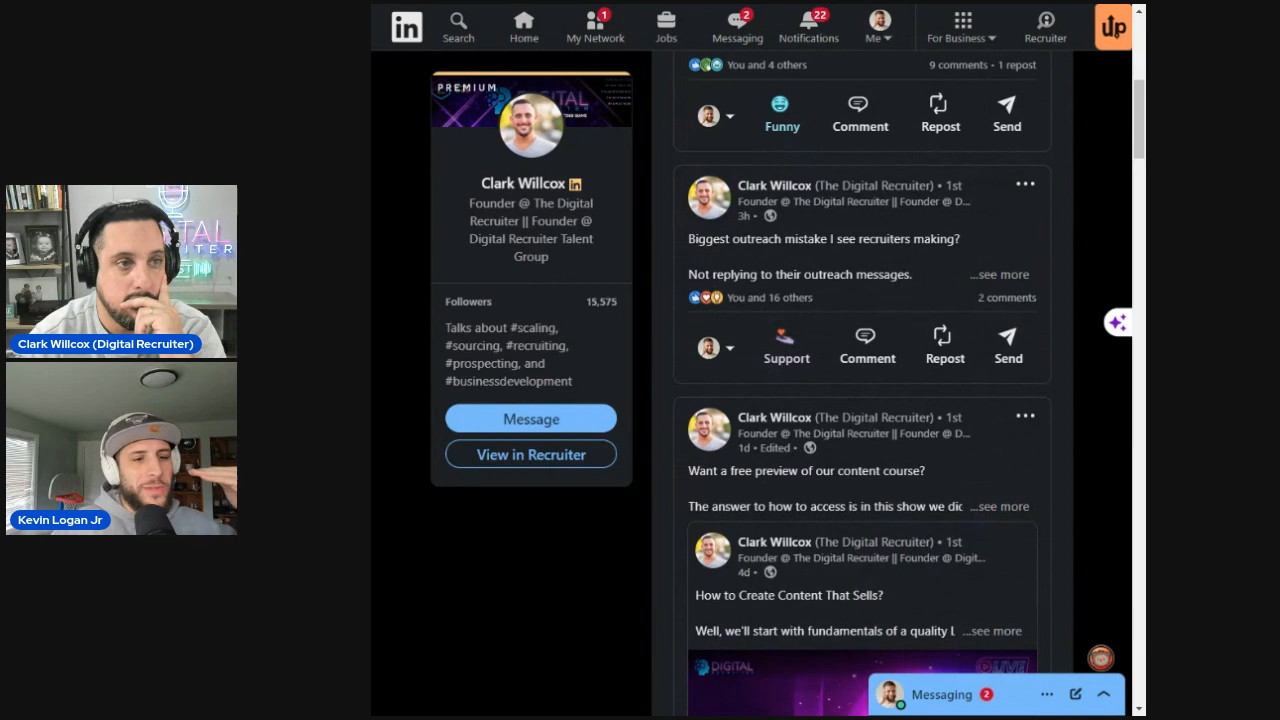 Search
Home
1
My Network
Jobs
2
Messaging
22
Notifications
Me
For Business
Recruiter
up
in
PREMIUM
DIGITAL
Clark Willcox in
Founder @ The Digital
Recruiter || Founder @
Digital Recruiter Talent
Group
Followers 15,575
Talks about #scaling,
#sourcing, #recruiting,
#prospecting, and
#businessdevelopment
Message
View in Recruiter
You and 4 others 9 comments • 1 repost
Funny Comment Repost Send
Clark Willcox (The Digital Recruiter) • 1st
Founder @ The Digital Recruiter || Founder @ D...
3h •
Biggest outreach mistake I see recruiters making?
Not replying to their outreach messages. ...see more
You and 16 others 2 comments
Support Comment Repost Send
Clark Willcox (The Digital Recruiter) • 1st
Founder @ The Digital Recruiter || Founder @ D...
1d • Edited •
Want a free preview of our cntent course?
The answer to how to access is in this show we dic ...see more
Clark Willcox (The Digital Recruiter) • 1st
Founder @ The Digital Recruiter || Founder @ Digit...
4d •
How to Create Content That Sells?
Well, we'll start with fundamentals of a quality l ...see more
DIGITAL
LIVE
Messaging 2
Clark Willcox (Digital Recruiter)
Kevin Logan Jr